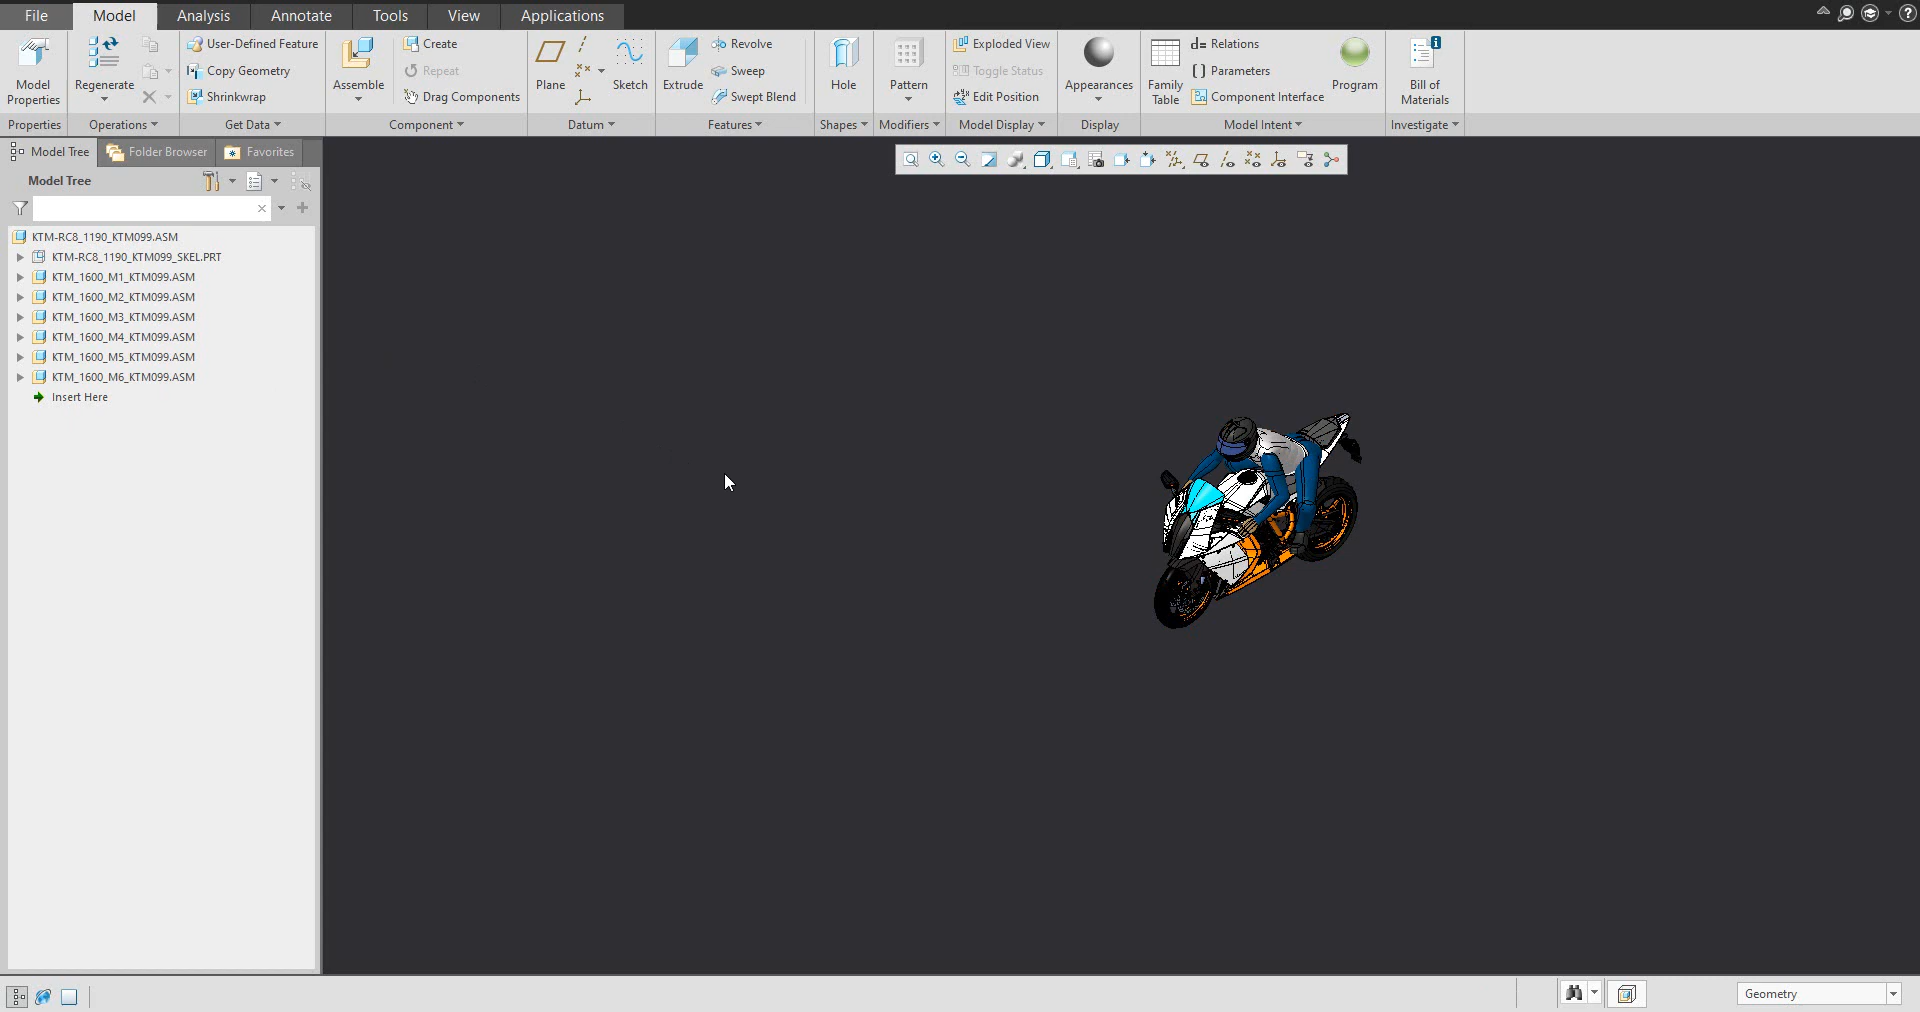 File Model Analysis Annotate Tools View Applications
Model Properties
Regenerate
User-Defined Feature
Copy Geometry
Shrinkwrap
Assemble
Create
Repeat
Drag Components
Plane
Sketch
Extrude
Revolve
Sweep
Swept Blend
Hole
Pattern
Exploded View
Toggle Status
Edit Position
Appearances
Family Table
Relations
Parameters
Component Interface
Program
Bill of Materials
Properties Operations Get Data Component Datum Features Shapes Modifiers Model Display Display Model Intent Investigate
Model Tree Folder Browser Favorites
Model Tree
KTM-RC8_1190_KTM099.ASM
KTM-RC8_1190_KTM099_SKEL.PRT
KTM_1600_M1_KTM099.ASM
KTM_1600_M2_KTM099.ASM
KTM_1600_M3_KTM099.ASM
KTM_1600_M4_KTM099.ASM
KTM_1600_M5_KTM099.ASM
KTM_1600_M6_KTM099.ASM
Insert Here
Geometry